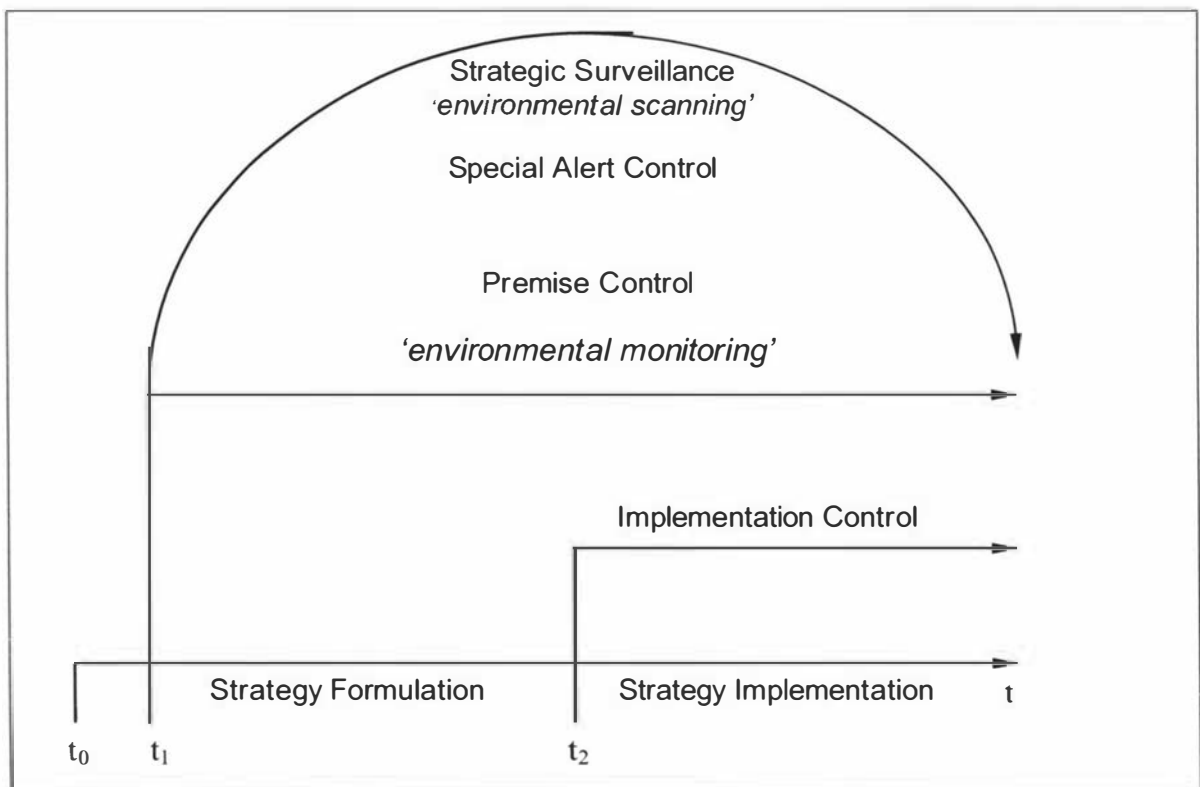 Strategic Surveillance
'environmental scanning'
Special Alert Control
Premise Control
'environmental monitoring'
Implementation Control
Strategy Formulation
Strategy Implementation
t
t₀
t₁
t₂